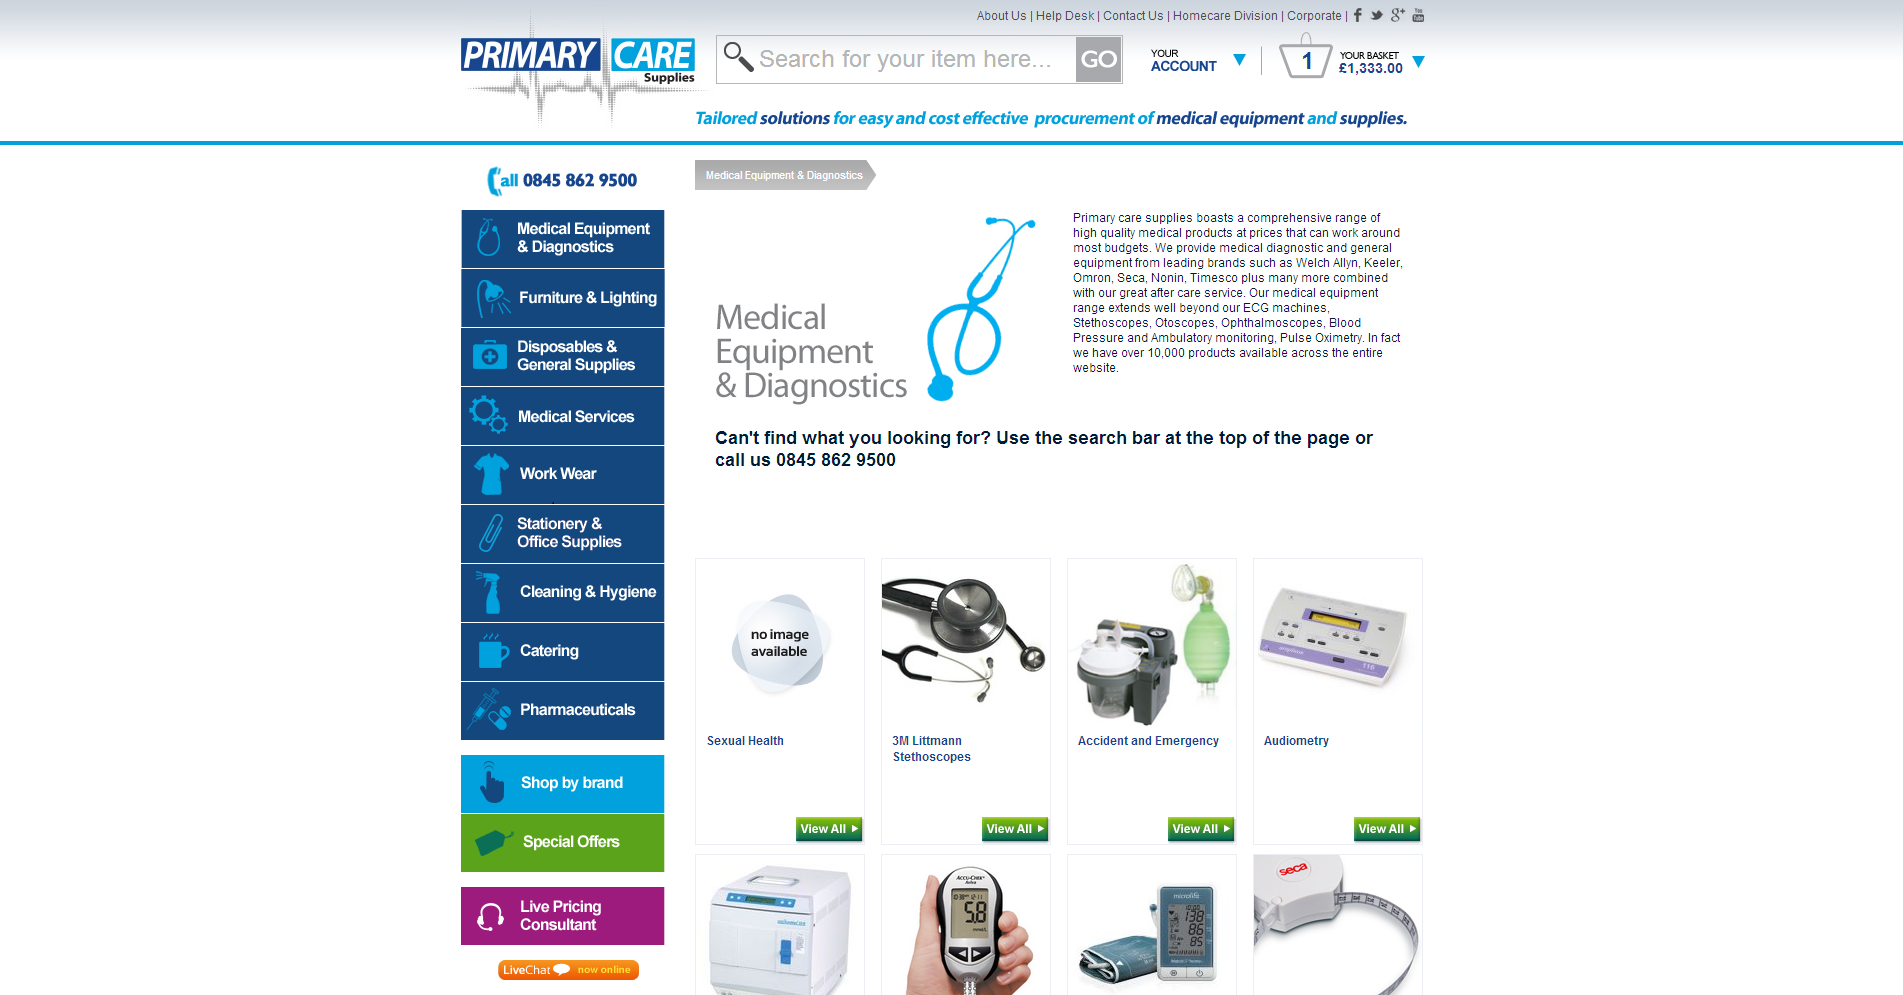 About Us | Help Desk | Contact Us | Homecare Division | Corporate |
PRIMARY CARE
Supplies
Search for your item here...
GO
YOUR
ACCOUNT
1
YOUR BASKET
£1,333.00
Tailored solutions for easy and cost effective procurement of medical equipment and supplies.
Call 0845 862 9500
Medical Equipment
& Diagnostics
Furniture & Lighting
Disposables &
General Supplies
Medical Services
Work Wear
Stationery &
Office Supplies
Cleaning & Hygiene
Catering
Pharmaceuticals
Shop by brand
Special Offers
Live Pricing
Consultant
LiveChat now online
Medical Equipment & Diagnostics
Medical
Equipment
& Diagnostics
Primary care supplies boasts a comprehensive range of
high quality medical products at prices that can work around
most budgets. We provide medical diagnostic and general
equipment from leading brands such as Welch Allyn, Keeler,
Omron, Seca, Nonin, Timesco plus many more combined
with our great after care service. Our medical equipment
range extends well beyond our ECG machines,
Stethoscopes, Otoscopes, Ophthalmoscopes, Blood
Pressure and Ambulatory monitoring, Pulse Oximetry. In fact
we have over 10,000 products available across the entire
website.
Can't find what you looking for? Use the search bar at the top of the page or
call us 0845 862 9500
no image
available
Sexual Health
View All
3M Littmann
Stethoscopes
View All
Accident and Emergency
View All
Audiometry
View All
ACCU-CHEK
Aviva
5.8
microlife
138
86
85
seca